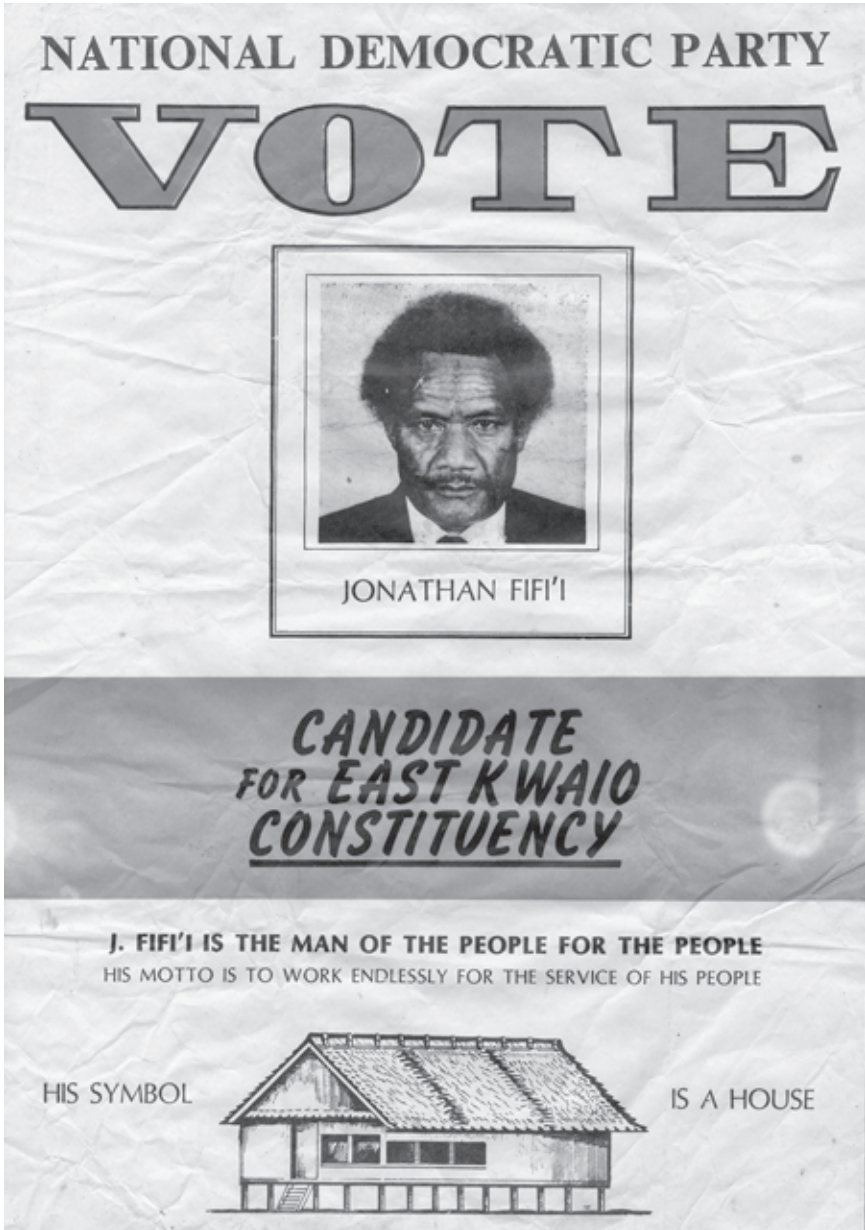 NATIONAL DEMOCRATIC PARTY
VOTE
JONATHAN FIFI'I
CANDIDATE
FOR EAST KWAIO
CONSTITUENCY
J. FIFI'I IS THE MAN OF THE PEOPLE FOR THE PEOPLE
HIS MOTTO IS TO WORK ENDLESSLY FOR THE SERVICE OF HIS PEOPLE
HIS SYMBOL IS A HOUSE